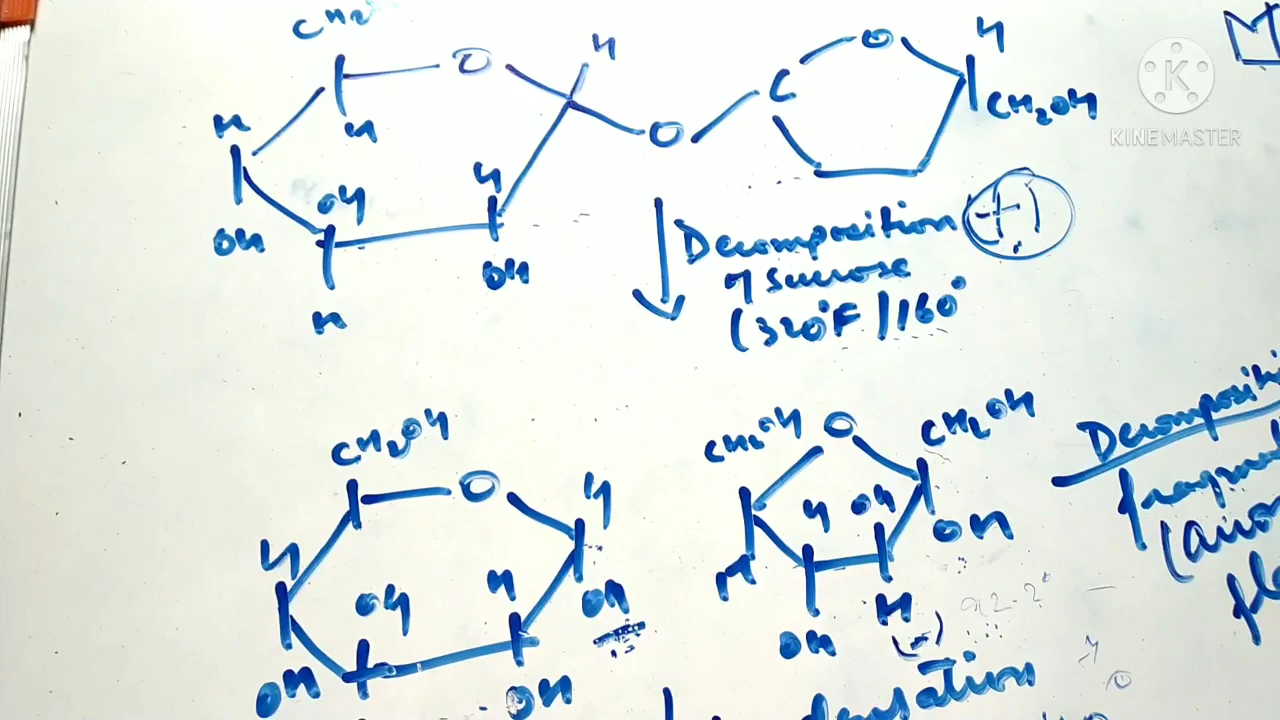 CH2
O
H
H
H
OH
OH
H
H
OH
O
C
O
H
CH2OH
K
KINEMASTER
Decomposition (+)
of sucrose
(320°F/160°
CH2OH
O
H
H
OH
OH
H
OH
OH
CH2OH
O
CH2OH
H
OH
OH
H
OH
(-)
Decompositi
fragm